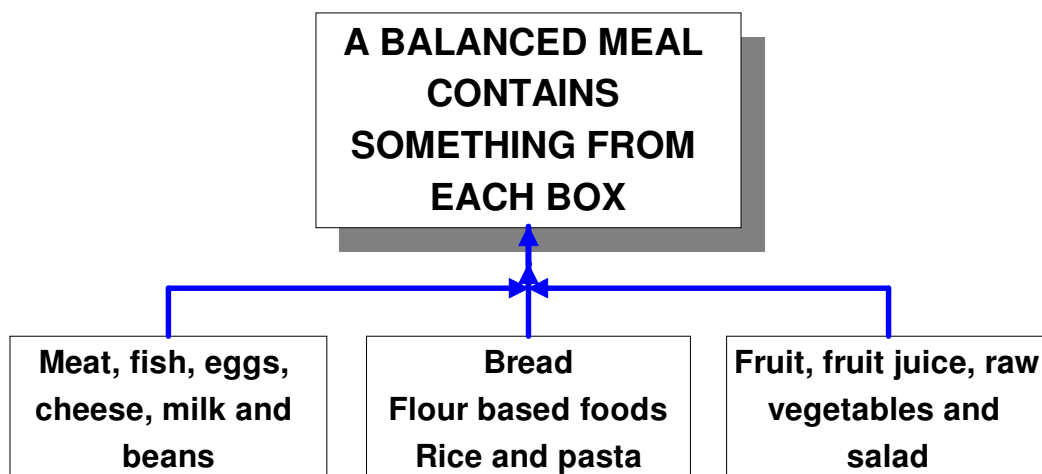 A BALANCED MEAL
CONTAINS
SOMETHING FROM
EACH BOX
Meat, fish, eggs,
cheese, milk and
beans
Bread
Flour based foods
Rice and pasta
Fruit, fruit juice, raw
vegetables and
salad